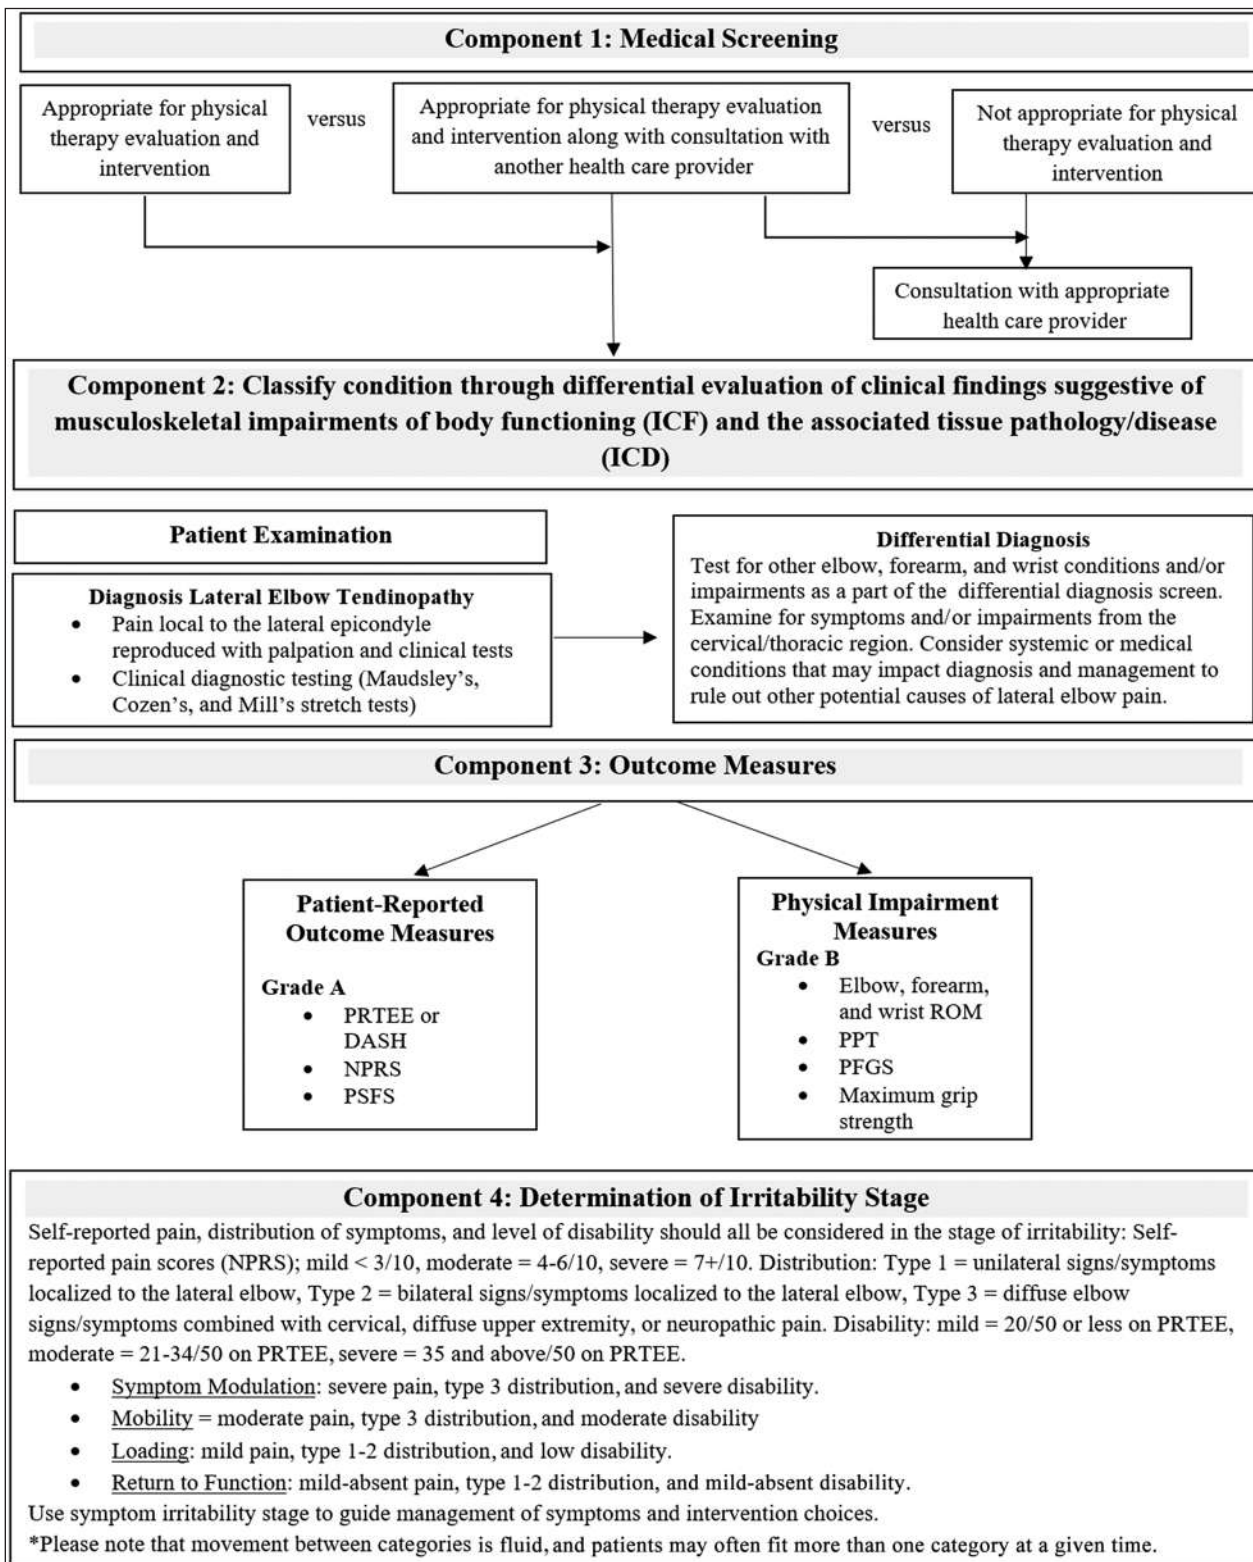 Component 1: Medical Screening
Appropriate for physical
therapy evaluation and
intervention
versus
Appropriate for physical therapy evaluation
and intervention along with consultation with
another health care provider
versus
Not appropriate for physical
therapy evaluation and
intervention
Consultation with appropriate
health care provider
Component 2: Classify condition through differential evaluation of clinical findings suggestive of
musculoskeletal impairments of body functioning (ICF) and the associated tissue pathology/disease
(ICD)
Patient Examination
Diagnosis Lateral Elbow Tendinopathy
• Pain local to the lateral epicondyle
reproduced with palpation and clinical tests
• Clinical diagnostic testing (Maudsley’s,
Cozen’s, and Mill’s stretch tests)
Differential Diagnosis
Test for other elbow, forearm, and wrist conditions and/or
impairments as a part of the differential diagnosis screen.
Examine for symptoms and/or impairments from the
cervical/thoracic region. Consider systemic or medical
conditions that may impact diagnosis and management to
rule out other potential causes of lateral elbow pain.
Component 3: Outcome Measures
Patient-Reported
Outcome Measures
Grade A
• PRTEE or
DASH
• NPRS
• PSFS
Physical Impairment
Measures
Grade B
• Elbow, forearm,
and wrist ROM
• PPT
• PFGS
• Maximum grip
strength
Component 4: Determination of Irritability Stage
Self-reported pain, distribution of symptoms, and level of disability should all be considered in the stage of irritability: Self-
reported pain scores (NPRS); mild < 3/10, moderate = 4-6/10, severe = 7+/10. Distribution: Type 1 = unilateral signs/symptoms
localized to the lateral elbow, Type 2 = bilateral signs/symptoms localized to the lateral elbow, Type 3 = diffuse elbow
signs/symptoms combined with cervical, diffuse upper extremity, or neuropathic pain. Disability: mild = 20/50 or less on PRTEE,
moderate = 21-34/50 on PRTEE, severe = 35 and above/50 on PRTEE.
• Symptom Modulation: severe pain, type 3 distribution, and severe disability.
• Mobility = moderate pain, type 3 distribution, and moderate disability
• Loading: mild pain, type 1-2 distribution, and low disability.
• Return to Function: mild-absent pain, type 1-2 distribution, and mild-absent disability.
Use symptom irritability stage to guide management of symptoms and intervention choices.
*Please note that movement between categories is fluid, and patients may often fit more than one category at a given time.